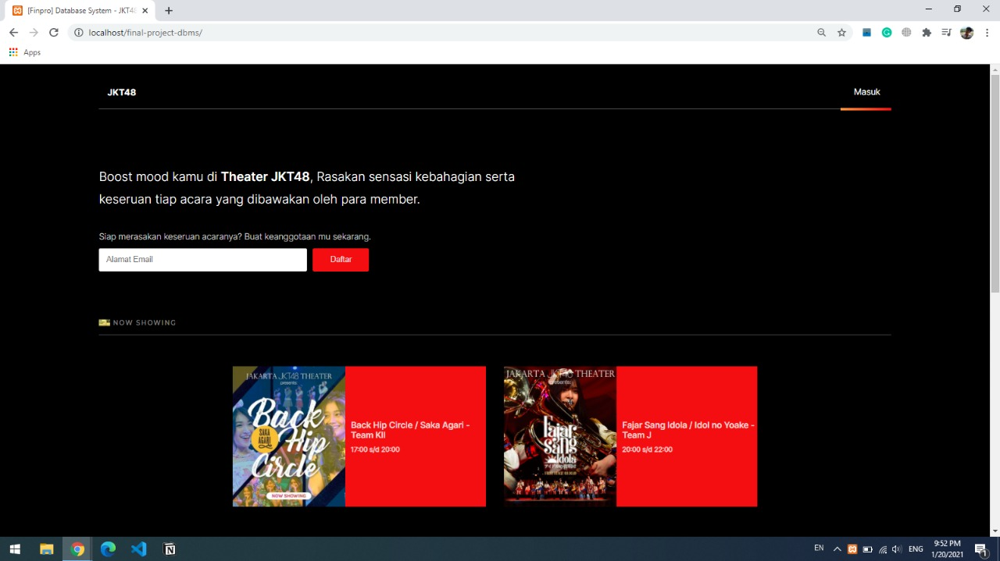 [Finpro] Database System - JKT48
localhost/final-project-dbms/
Apps
JKT48
Masuk
Boost mood kamu di Theater JKT48, Rasakan sensasi kebahagian serta
keseruan tiap acara yang dibawakan oleh para member.
Siap merasakan keseruan acaranya? Buat keanggotaan mu sekarang.
Alamat Email
Daftar
NOW SHOWING
JAKARTA JKT48 THEATER
presents:
Back
SAKA
AGARI
Hip
Circle
NOW SHOWING
Back Hip Circle / Saka Agari -
Team KII
17:00 s/d 20:00
JAKARTA JKT48 THEATER
presents:
Fajar
Sang
Idola
Fajar Sang Idola / Idol no Yoake -
Team J
20:00 s/d 22:00
EN
ENG
9:52 PM
1/20/2021
1